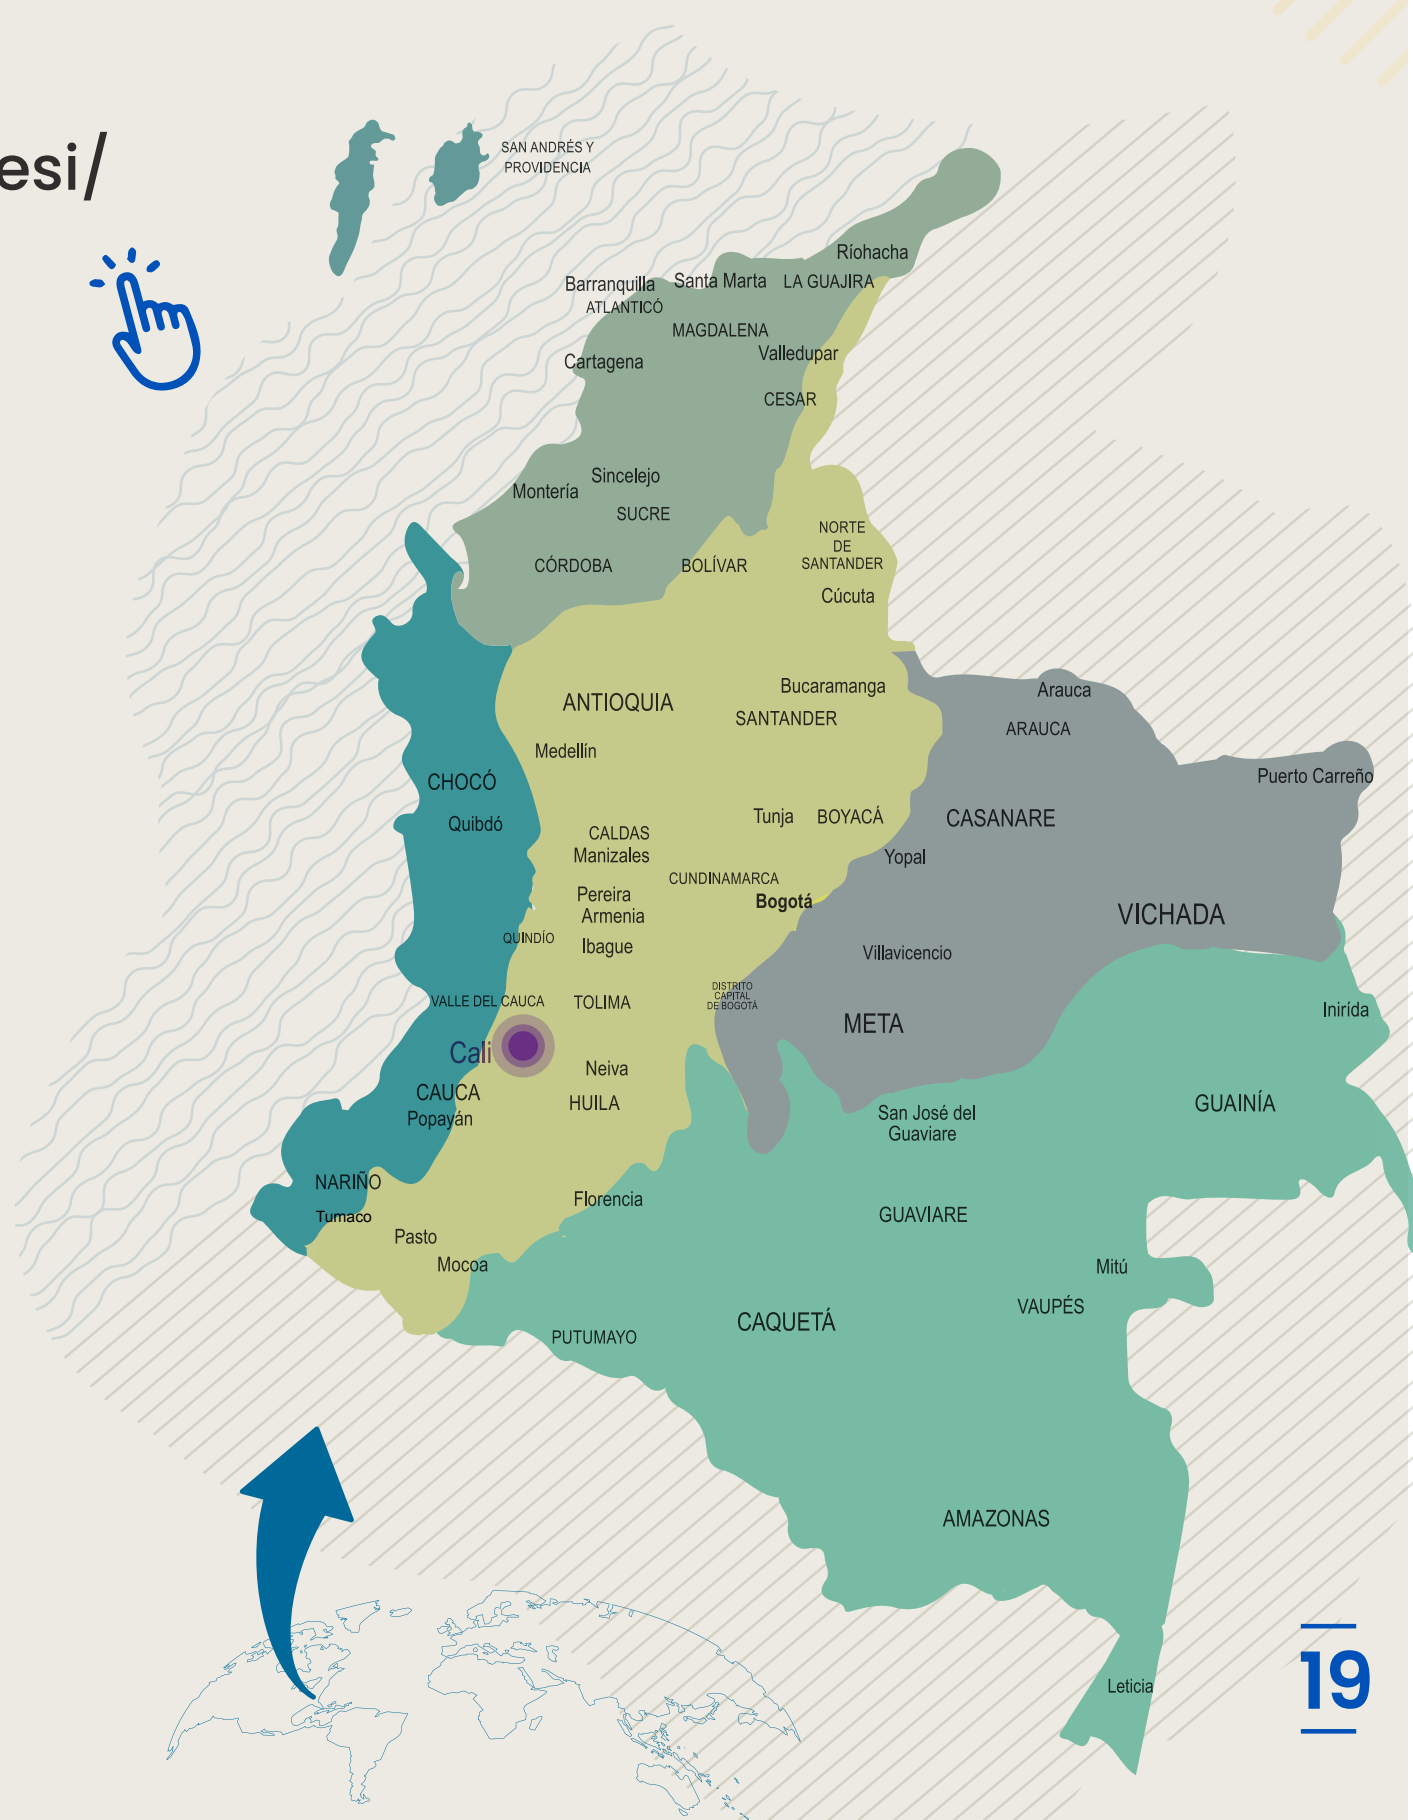 esi/
SAN ANDRÉS Y
PROVIDENCIA
Ríohacha
Barranquilla
Santa Marta
LA GUAJIRA
ATLANTICÓ
MAGDALENA
Valledupar
Cartagena
CESAR
Sincelejo
Montería
SUCRE
NORTE
DE
SANTANDER
CÓRDOBA
BOLÍVAR
Cúcuta
Bucaramanga
Arauca
ANTIOQUIA
SANTANDER
ARAUCA
Medellín
Puerto Carreño
CHOCÓ
Tunja
BOYACÁ
CASANARE
Quibdó
CALDAS
Manizales
Yopal
CUNDINAMARCA
Pereira
Bogotá
Armenia
VICHADA
QUINDÍO
Ibague
Villavicencio
DISTRITO
CAPITAL
DE BOGOTÁ
VALLE DEL CAUCA
TOLIMA
Inirída
META
Cali
Neiva
CAUCA
HUILA
GUAINÍA
Popayán
San José del
Guaviare
NARIÑO
Florencia
Tumaco
GUAVIARE
Pasto
Mocoa
Mitú
VAUPÉS
CAQUETÁ
PUTUMAYO
AMAZONAS
Leticia
19